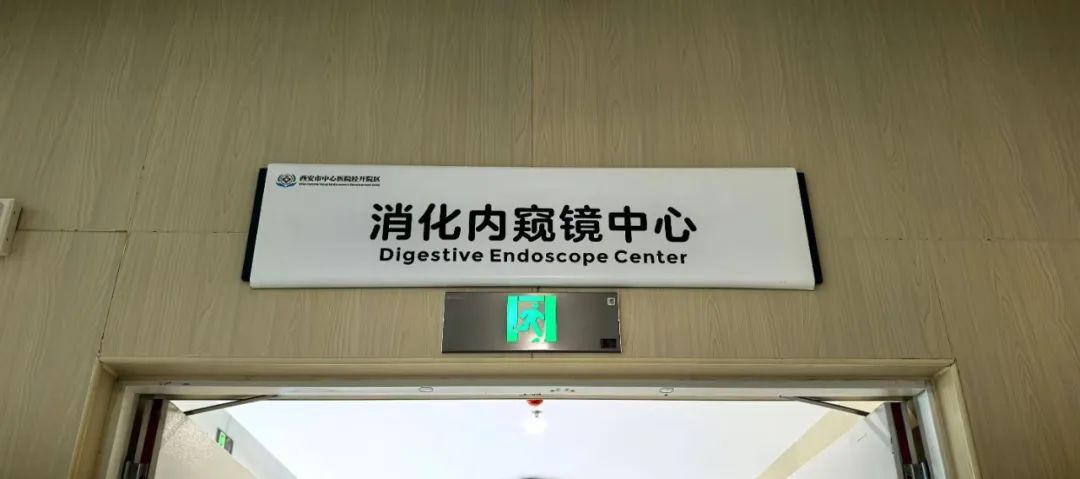 西安市中心医院经开院区
消化内窥镜中心
Digestive Endoscope Center